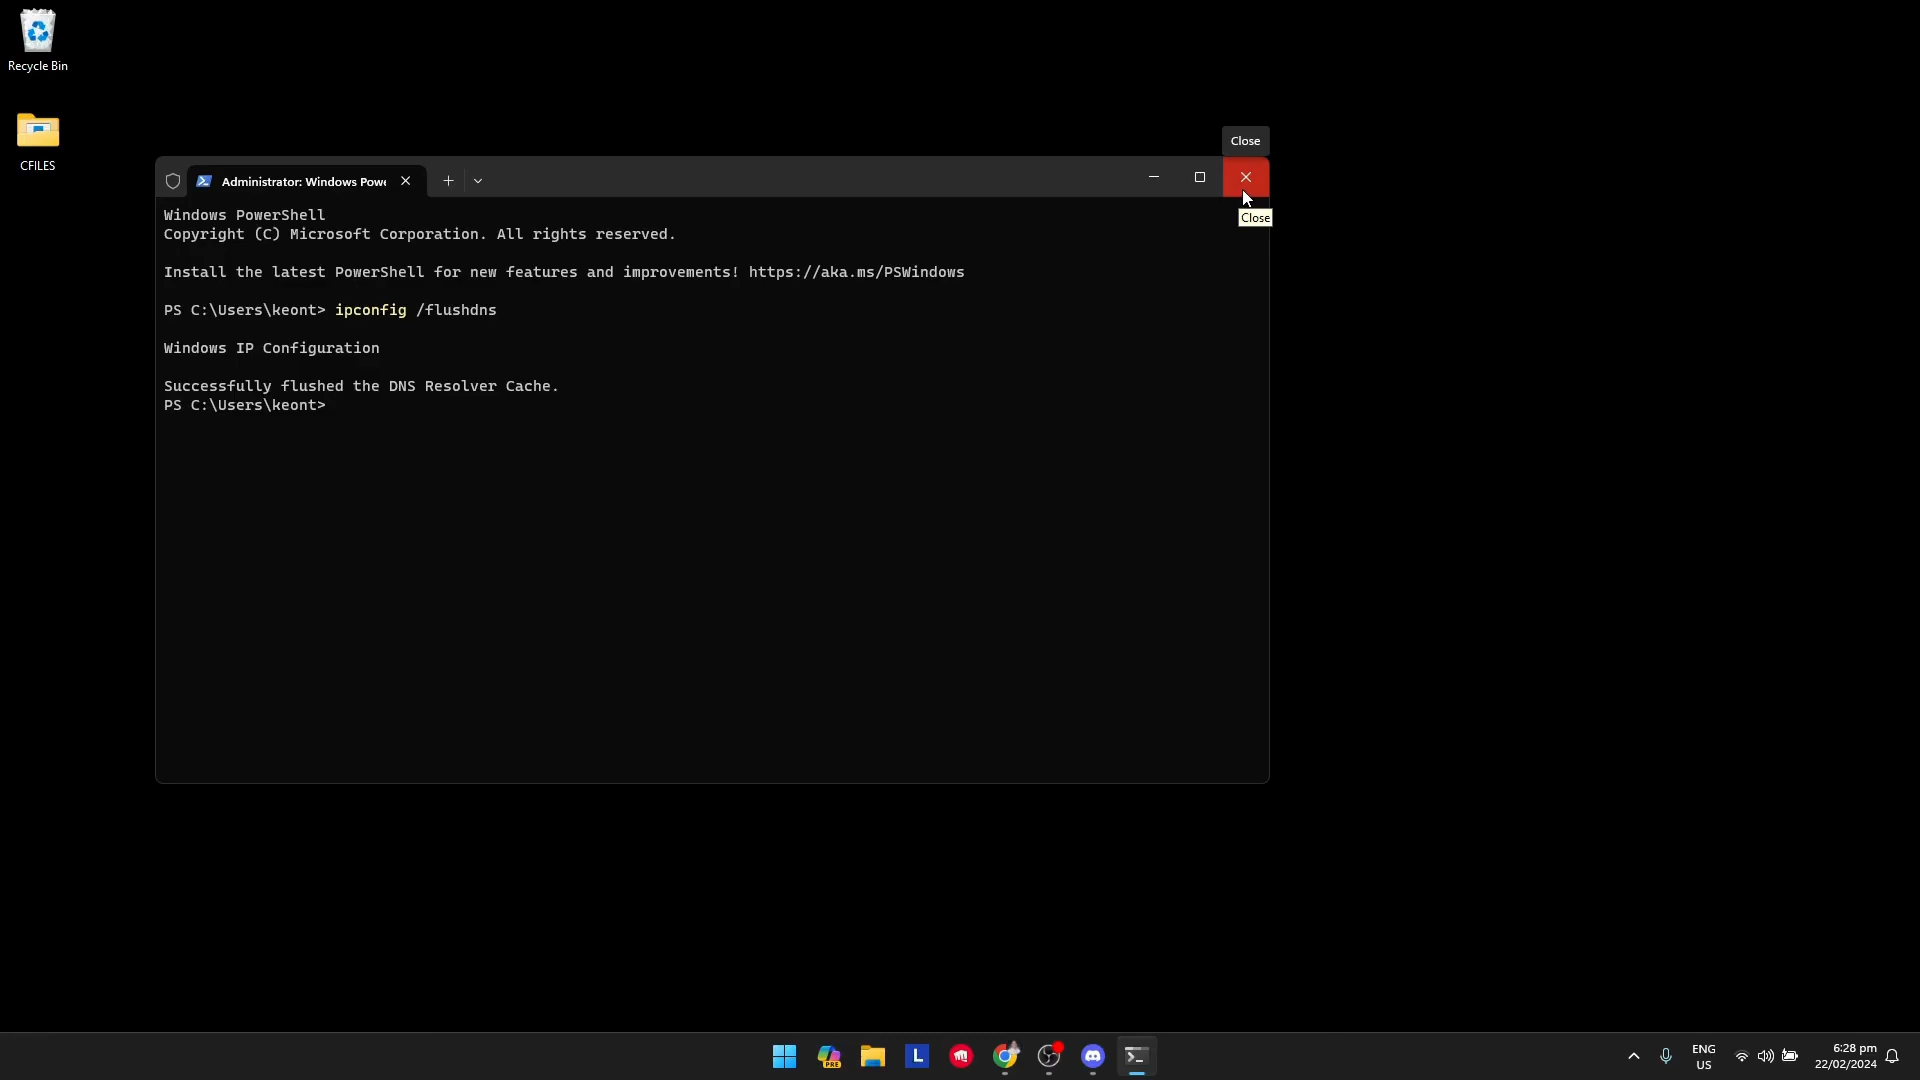 Recycle Bin
CFILES
Close
Administrator: Windows Powe
Close
Windows PowerShell
Copyright (C) Microsoft Corporation. All rights reserved.
Install the latest PowerShell for new features and improvements! https://aka.ms/PSWindows
PS C:\Users\keont> ipconfig /flushdns
Windows IP Configuration
Successfully flushed the DNS Resolver Cache.
PS C:\Users\keont>
PRE
L
ENG
US
6:28 pm
22/02/2024